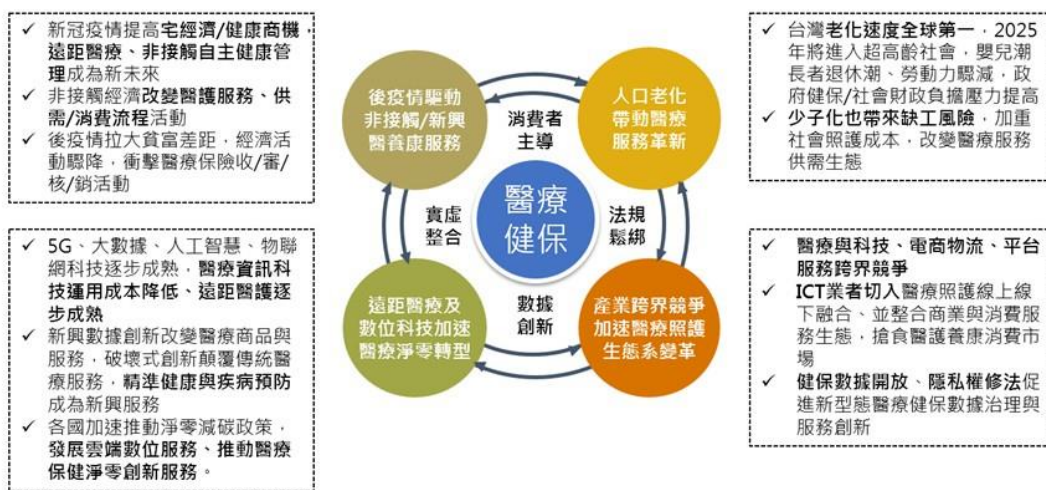 ✓ 新冠疫情提高宅經濟/健康商機，
遠距醫療、非接觸自主健康管
理成為新未來
✓ 非接觸經濟改變醫護服務、供
需/消費流程活動
✓ 後疫情拉大貧富差距，經濟活
動驟降，衝擊醫療保險收/審/
核/銷活動
✓ 5G、大數據、人工智慧、物聯
網科技逐步成熟，醫療資訊科
技運用成本降低、遠距醫護逐
步成熟
✓ 新興數據創新改變醫療商品與
服務，破壞式創新顛覆傳統醫
療服務，精準健康與疾病預防
成為新興服務
✓ 各國加速推動淨零減碳政策，
發展雲端數位服務、推動醫療
保健淨零創新服務。
後疫情驅動
非接觸/新興
醫養康服務
消費者
主導
人口老化
帶動醫療
服務革新
實虛
整合
醫療
健保
法規
鬆綁
遠距醫療及
數位科技加速
醫療淨零轉型
數據
創新
產業跨界競爭
加速醫療照護
生態系變革
✓ 台灣老化速度全球第一，2025
年將進入超高齡社會，嬰兒潮
長者退休潮、勞動力驟減，政
府健保/社會財政負擔壓力提高
✓ 少子化也帶來缺工風險，加重
社會照護成本，改變醫療服務
供需生態
✓ 醫療與科技、電商物流、平台
服務跨界競爭
✓ ICT業者切入醫療照護線上線
下融合、並整合商業與消費服
務生態，搶食醫護養康消費市
場
✓ 健保數據開放、隱私權修法促
進新型態醫療健保數據治理與
服務創新